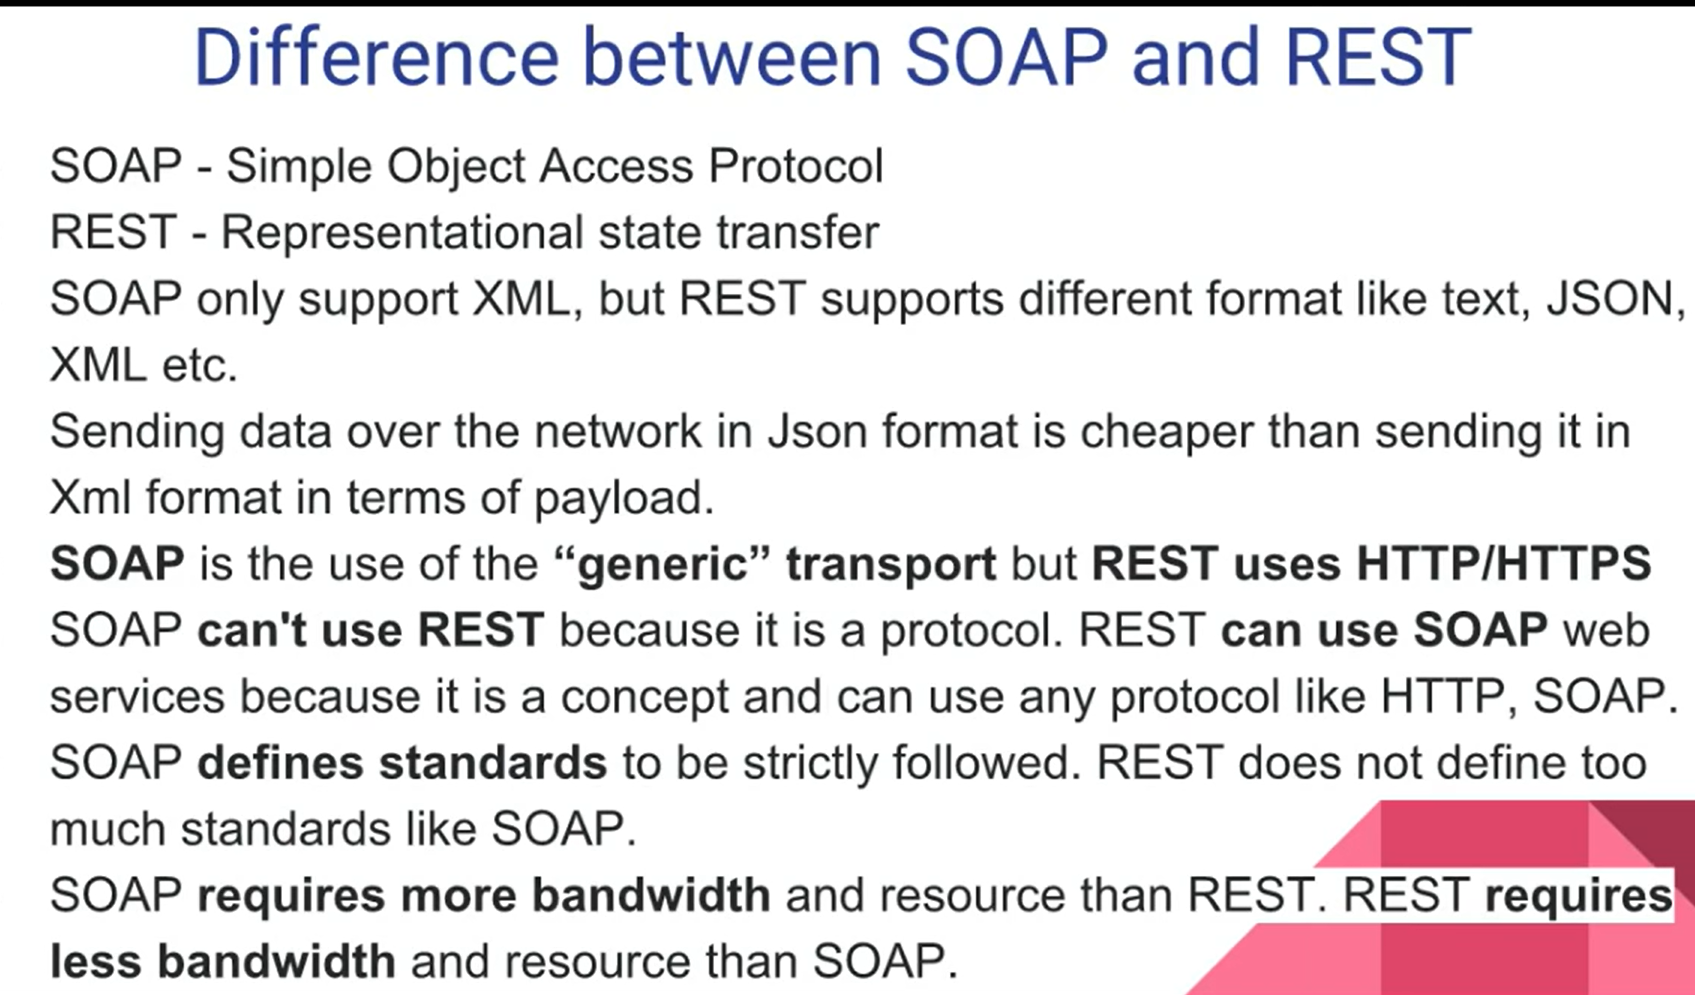 Difference between SOAP and REST
SOAP - Simple Object Access Protocol
REST - Representational state transfer
SOAP only support XML, but REST supports different format like text, JSON,
XML etc.
Sending data over the network in Json format is cheaper than sending it in
Xml format in terms of payload.
SOAP is the use of the “generic” transport but REST uses HTTP/HTTPS
SOAP can't use REST because it is a protocol. REST can use SOAP web
services because it is a concept and can use any protocol like HTTP, SOAP.
SOAP defines standards to be strictly followed. REST does not define too
much standards like SOAP.
SOAP requires more bandwidth and resource than REST. REST requires
less bandwidth and resource than SOAP.